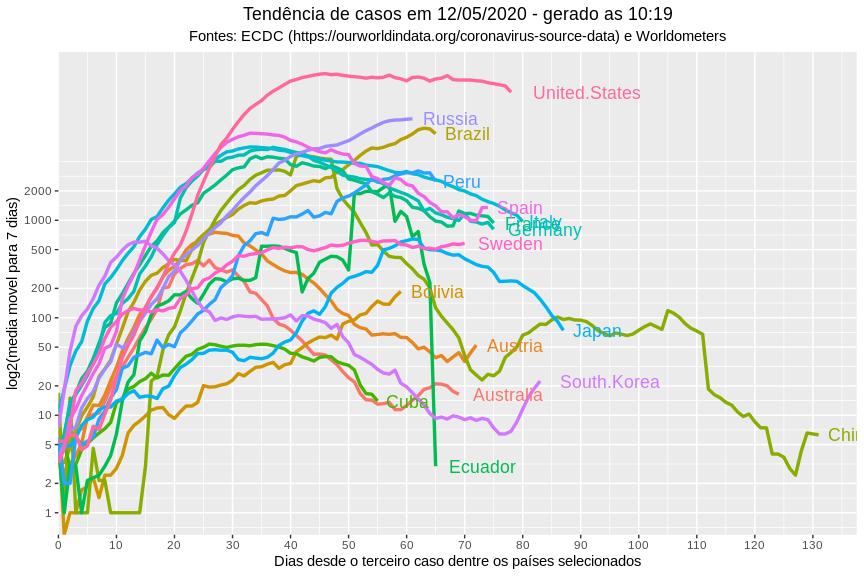 Tendência de casos em 12/05/2020 - gerado as 10:19
Fontes: ECDC (https://ourworldindata.org/coronavirus-source-data) e Worldometers
log2(media movel para 7 dias)
2000
1000
500
200
100
50
20
10
5
2
1
United.States
Russia
Brazil
Peru
Spain
Italy
France
Germany
Sweden
Bolivia
Japan
Austria
South.Korea
Australia
Cuba
Chin
Ecuador
0 10 20 30 40 50 60 70 80 90 100 110 120 130
Dias desde o terceiro caso dentre os países selecionados